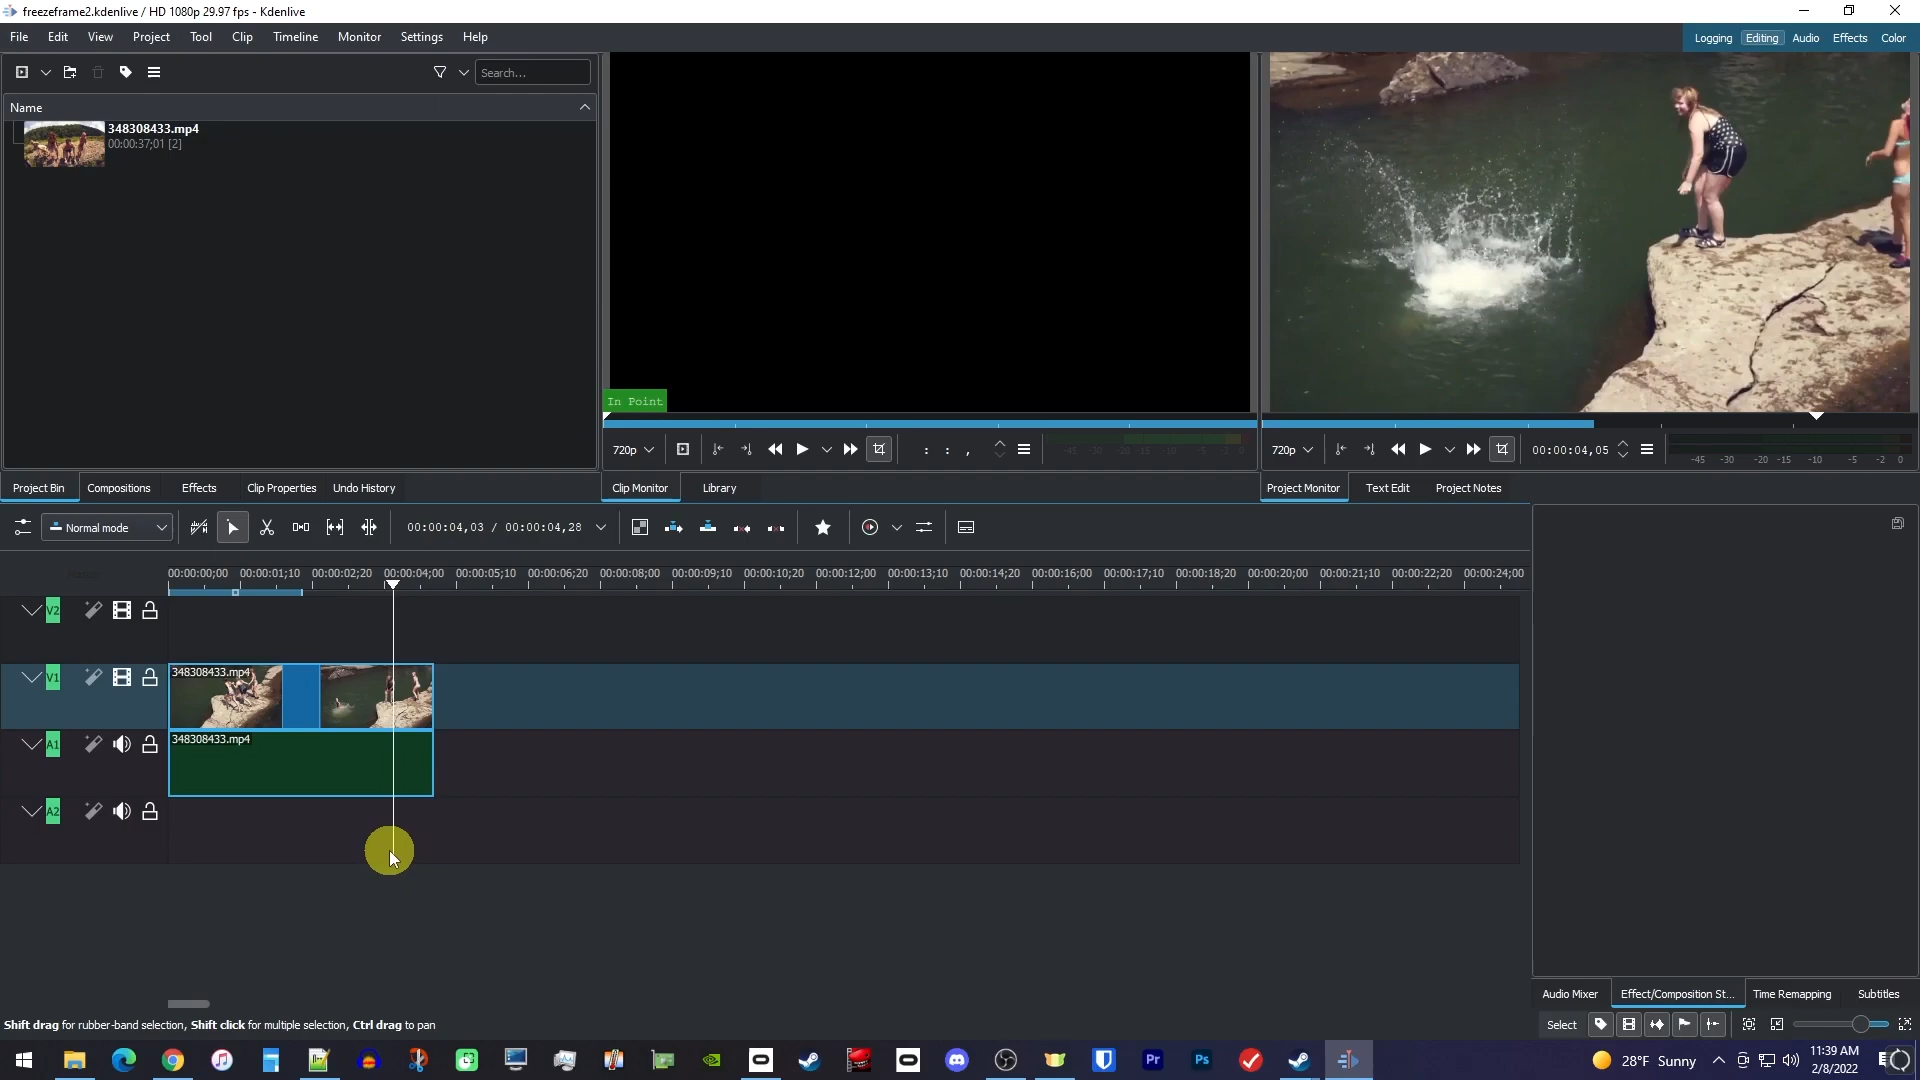 freezeframe2.kdenlive / HD 1080p 29.97 fps - Kdenlive
File Edit View Project Tool Clip Timeline Monitor Settings Help
Logging Editing Audio Effects Color
Search...
Name
348308433.mp4
00:00:37;01 [2]
In Point
720p
: : ,
-45 -30 -20 -15 -10 -5 -2 0
720p
00:00:04,05
-45 -30 -20 -15 -10 -5 -2 0
Project Bin Compositions Effects Clip Properties Undo History
Clip Monitor Library
Project Monitor Text Edit Project Notes
Normal mode
00:00:04,03 / 00:00:04,28
00:00:00;00 00:00:01;10 00:00:02;20 00:00:04;00 00:00:05;10 00:00:06;20 00:00:08;00 00:00:09;10 00:00:10;20 00:00:12;00 00:00:13;10 00:00:14;20 00:00:16;00 00:00:17;10 00:00:18;20 00:00:20;00 00:00:21;10 00:00:22;20 00:00:24;00
V2
V1
348308433.mp4
A1
348308433.mp4
A2
Audio Mixer Effect/Composition St... Time Remapping Subtitles
Shift drag for rubber-band selection, Shift click for multiple selection, Ctrl drag to pan
Select
Pr
Ps
28°F Sunny
11:39 AM
2/8/2022